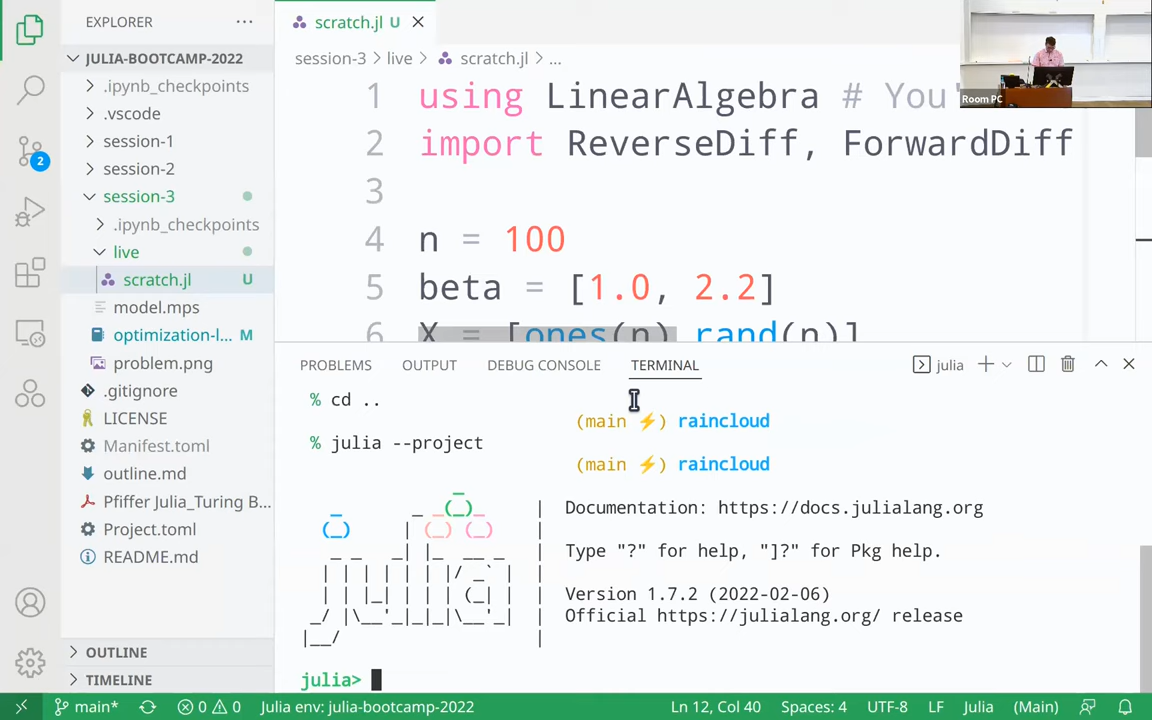 EXPLORER
scratch.jl U
JULIA-BOOTCAMP-2022
session-3 > live > scratch.jl > ...
.ipynb_checkpoints
.vscode
session-1
session-2
session-3
.ipynb_checkpoints
live
scratch.jl U
model.mps
optimization-l... M
problem.png
.gitignore
LICENSE
Manifest.toml
outline.md
Pfiffer Julia_Turing B...
Project.toml
README.md
OUTLINE
TIMELINE
2
1 using LinearAlgebra # You'
2 import ReverseDiff, ForwardDiff
3
4 n = 100
5 beta = [1.0, 2.2]
6 X = [ones(n) rand(n)]
Room PC
PROBLEMS OUTPUT DEBUG CONSOLE TERMINAL julia
% cd ..
(main ⚡) raincloud
% julia --project
(main ⚡) raincloud
Documentation: https://docs.julialang.org
Type "?" for help, "]?" for Pkg help.
Version 1.7.2 (2022-02-06)
Official https://julialang.org/ release
julia>
main* 0 0 Julia env: julia-bootcamp-2022 Ln 12, Col 40 Spaces: 4 UTF-8 LF Julia (Main)